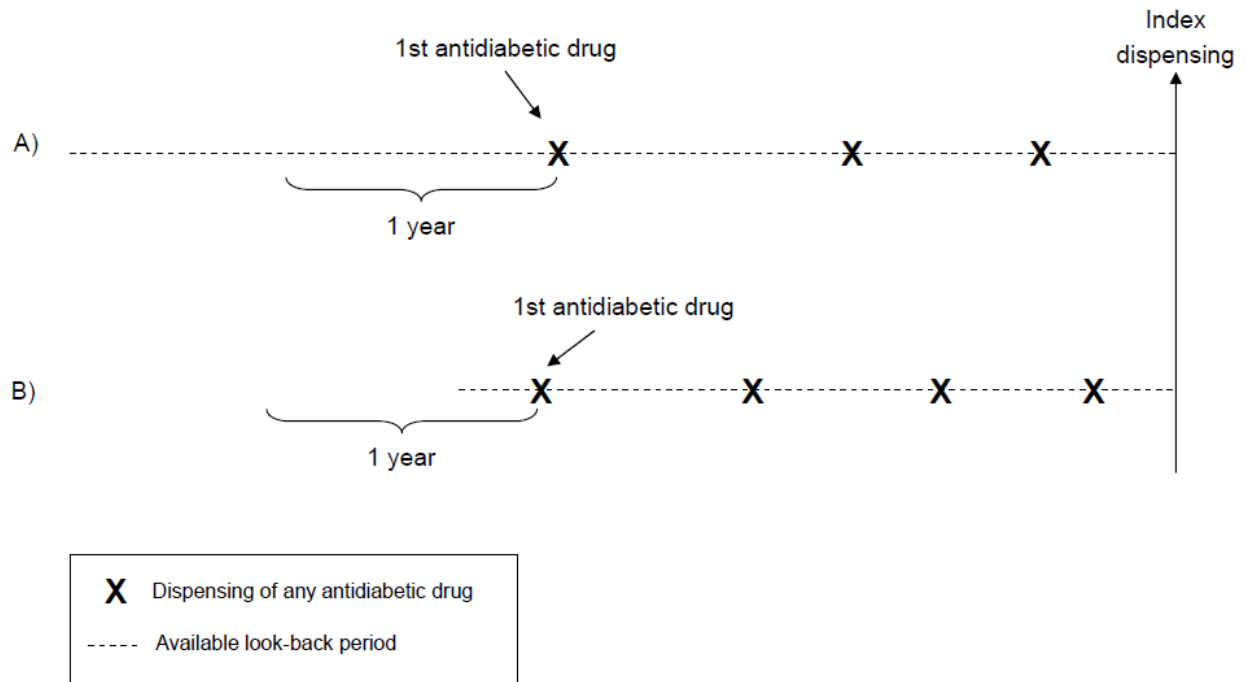 Index
dispensing
1st antidiabetic drug
A)
X X X
1 year
1st antidiabetic drug
B)
X X X X
1 year
X Dispensing of any antidiabetic drug
Available look-back period